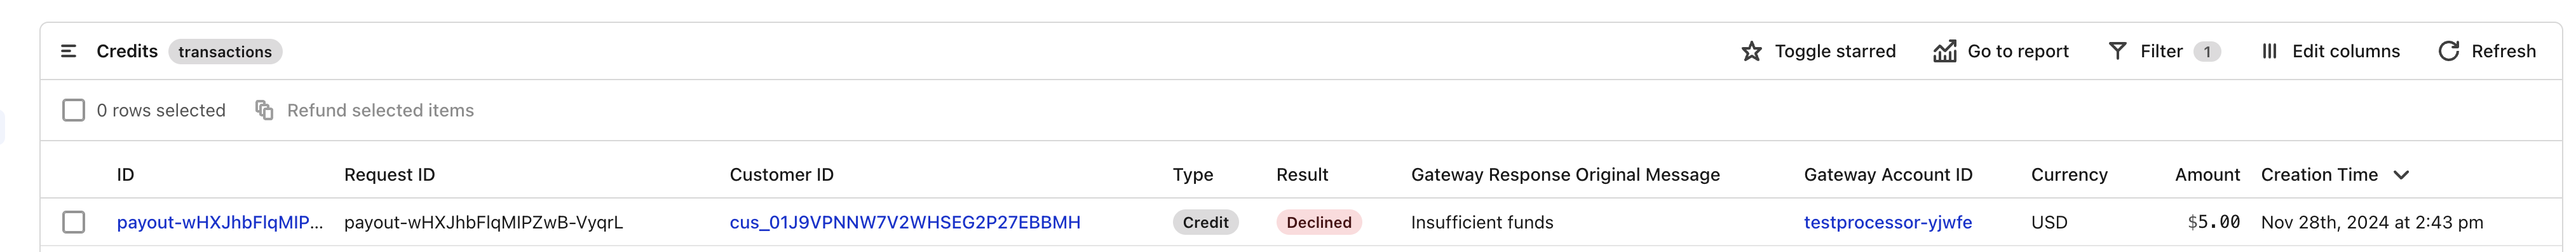 Credits transactions Toggle starred Go to report Filter 1 Edit columns Refresh
0 rows selected Refund selected items
ID Request ID Customer ID Type Result Gateway Response Original Message Gateway Account ID Currency Amount Creation Time
payout-wHXJhbFlqMIP... payout-wHXJhbFlqMIPZwB-VyqrL cus_01J9VPNNW7V2WHSEG2P27EBBMH Credit Declined Insufficient funds testprocessor-yjwfe USD $5.00 Nov 28th, 2024 at 2:43 pm